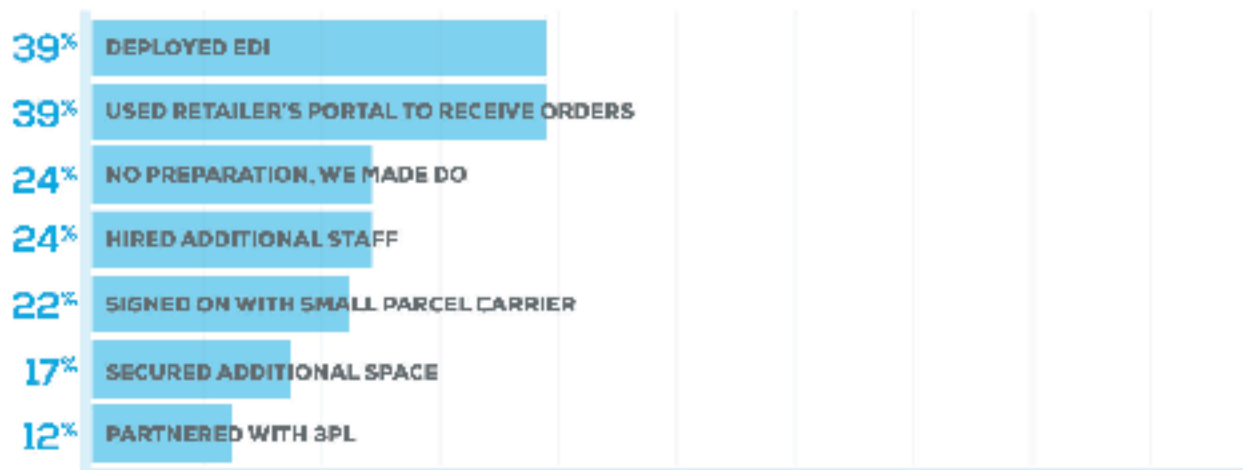 39% DEPLOYED EDI
39% USED RETAILER'S PORTAL TO RECEIVE ORDERS
24% NO PREPARATION, WE MADE DO
24% HIRED ADDITIONAL STAFF
22% SIGNED ON WITH SMALL PARCEL CARRIER
17% SECURED ADDITIONAL SPACE
12% PARTNERED WITH 3PL